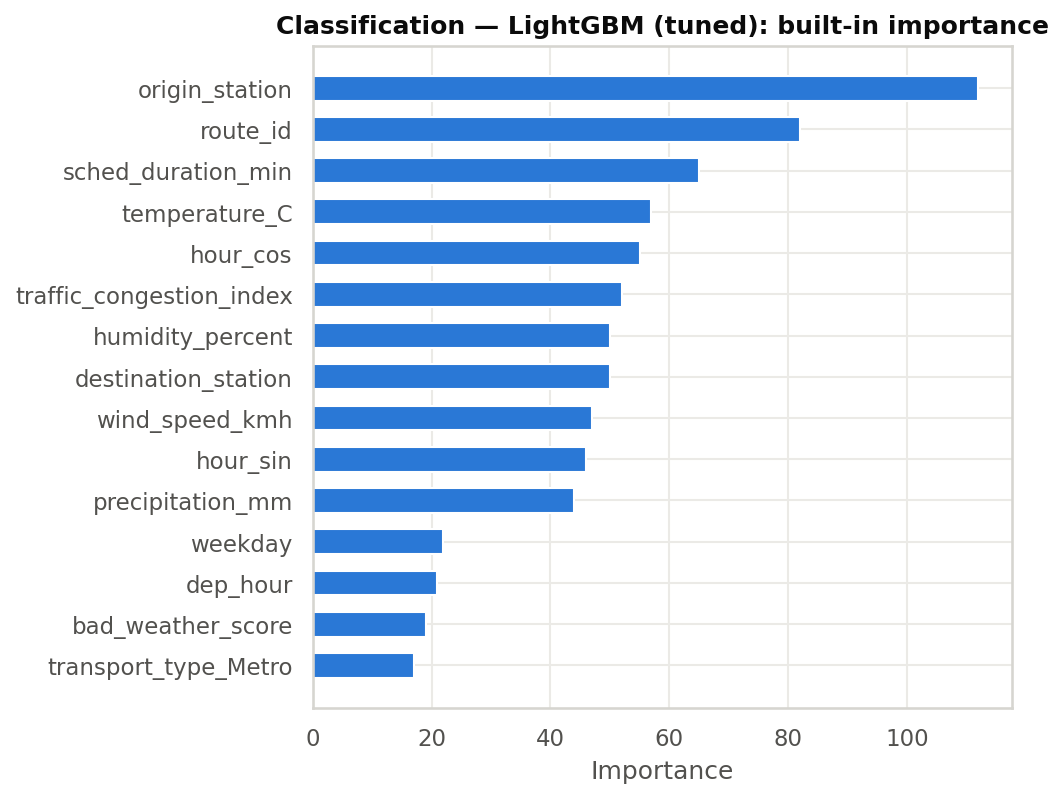 Classification — LightGBM (tuned): built-in importance
origin_station
route_id
sched_duration_min
temperature_C
hour_cos
traffic_congestion_index
humidity_percent
destination_station
wind_speed_kmh
hour_sin
precipitation_mm
weekday
dep_hour
bad_weather_score
transport_type_Metro
0 20 40 60 80 100
Importance